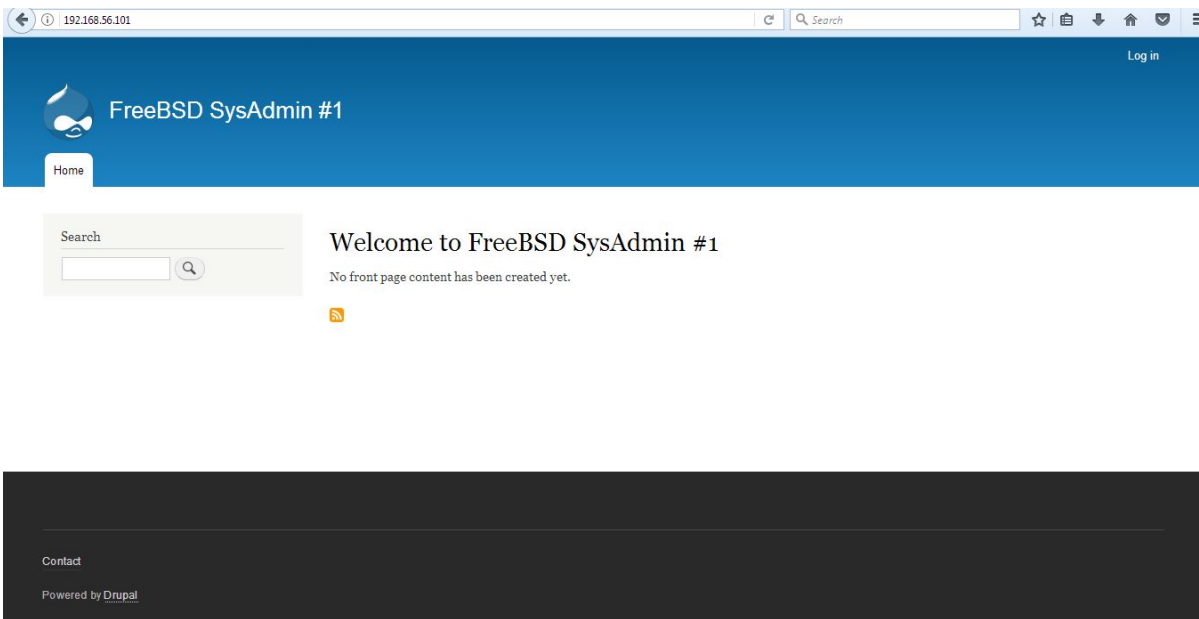 192.168.56.101
Search
Log in
FreeBSD SysAdmin #1
Home
Search
Welcome to FreeBSD SysAdmin #1
No front page content has been created yet.
Contact
Powered by Drupal